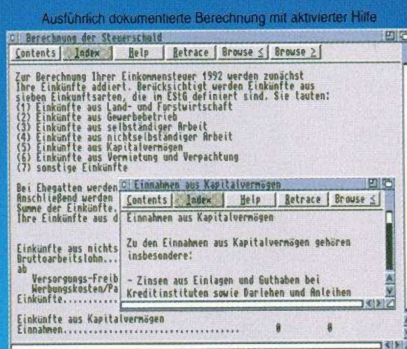 Ausführlich dokumentierte Berechnung mit aktivierter Hilfe
Berechnung der Steuerschuld
Contents Index Help Retrace Browse < Browse >
Zur Berechnung Ihrer Einkommensteuer 1992 werden zunächst
Ihre Einkünfte addiert. Berücksichtigt werden Einkünfte aus
sieben Einkunftsarten, die im EStG definiert sind. Sie lauten:
(1) Einkünfte aus Land- und Forstwirtschaft
(2) Einkünfte aus Gewerbebetrieb
(3) Einkünfte aus selbständiger Arbeit
(4) Einkünfte aus nichtselbständiger Arbeit
(5) Einkünfte aus Kapitalvermögen
(6) Einkünfte aus Vermietung und Verpachtung
(7) sonstige Einkünfte
Bei Ehegatten werden
Anschließend werden
Summe der Einkünfte.
Ihre Einkünfte aus d
Einkünfte aus nichts
Bruttoarbeitslohn...
ab
Versorgungs-Freib
Werbungskosten/Pa
Einkünfte...........
Einnahmen aus Kapitalvermögen
Contents Index Help Retrace Browse <
Einnahmen aus Kapitalvermögen
Zu den Einnahmen aus Kapitalvermögen gehören
insbesondere:
- Zinsen aus Einlagen und Guthaben bei
Kreditinstituten sowie Darlehen und Anleihen
Einkünfte aus Kapitalvermögen
Einnahmen.................................... 0 0